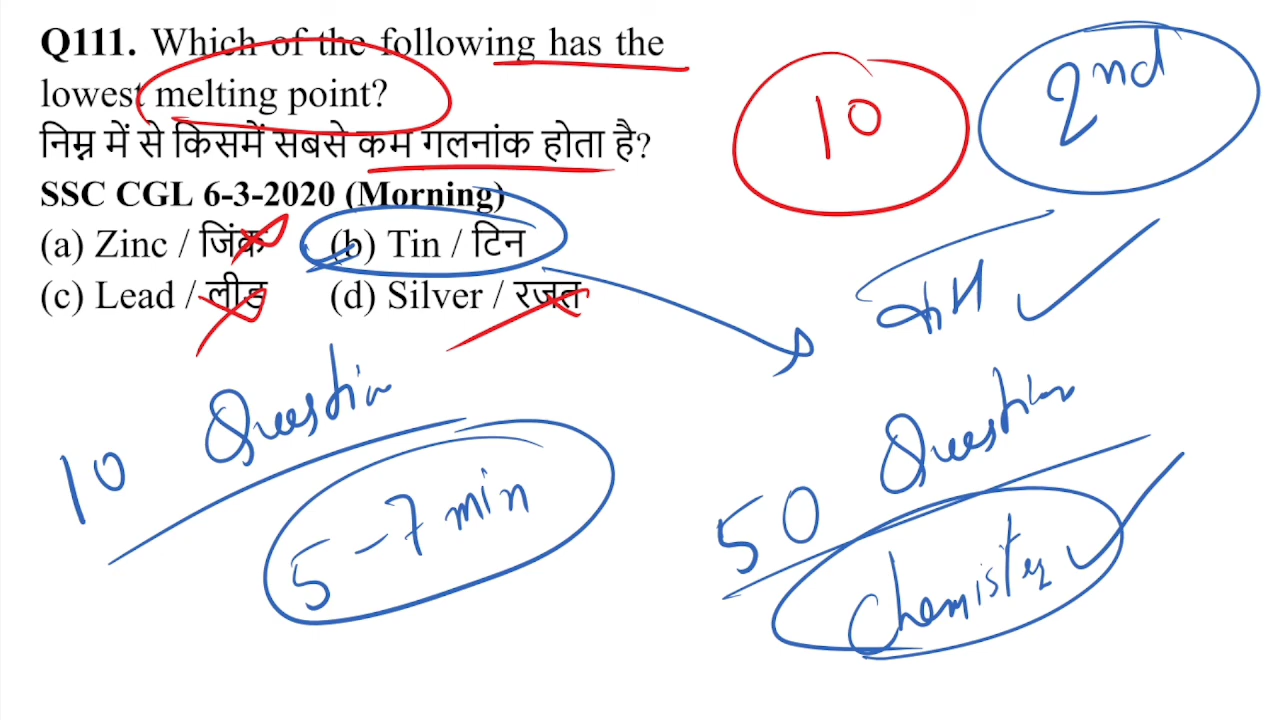 Q111. Which of the following has the
lowest melting point?
निम्न में से किसमें सबसे कम गलनांक होता है?
SSC CGL 6-3-2020 (Morning)
(a) Zinc / जिंक (b) Tin / टिन
(c) Lead / लीड (d) Silver / रजत
10
2nd
10 Question
5-7 min
50 Question
Chemistry